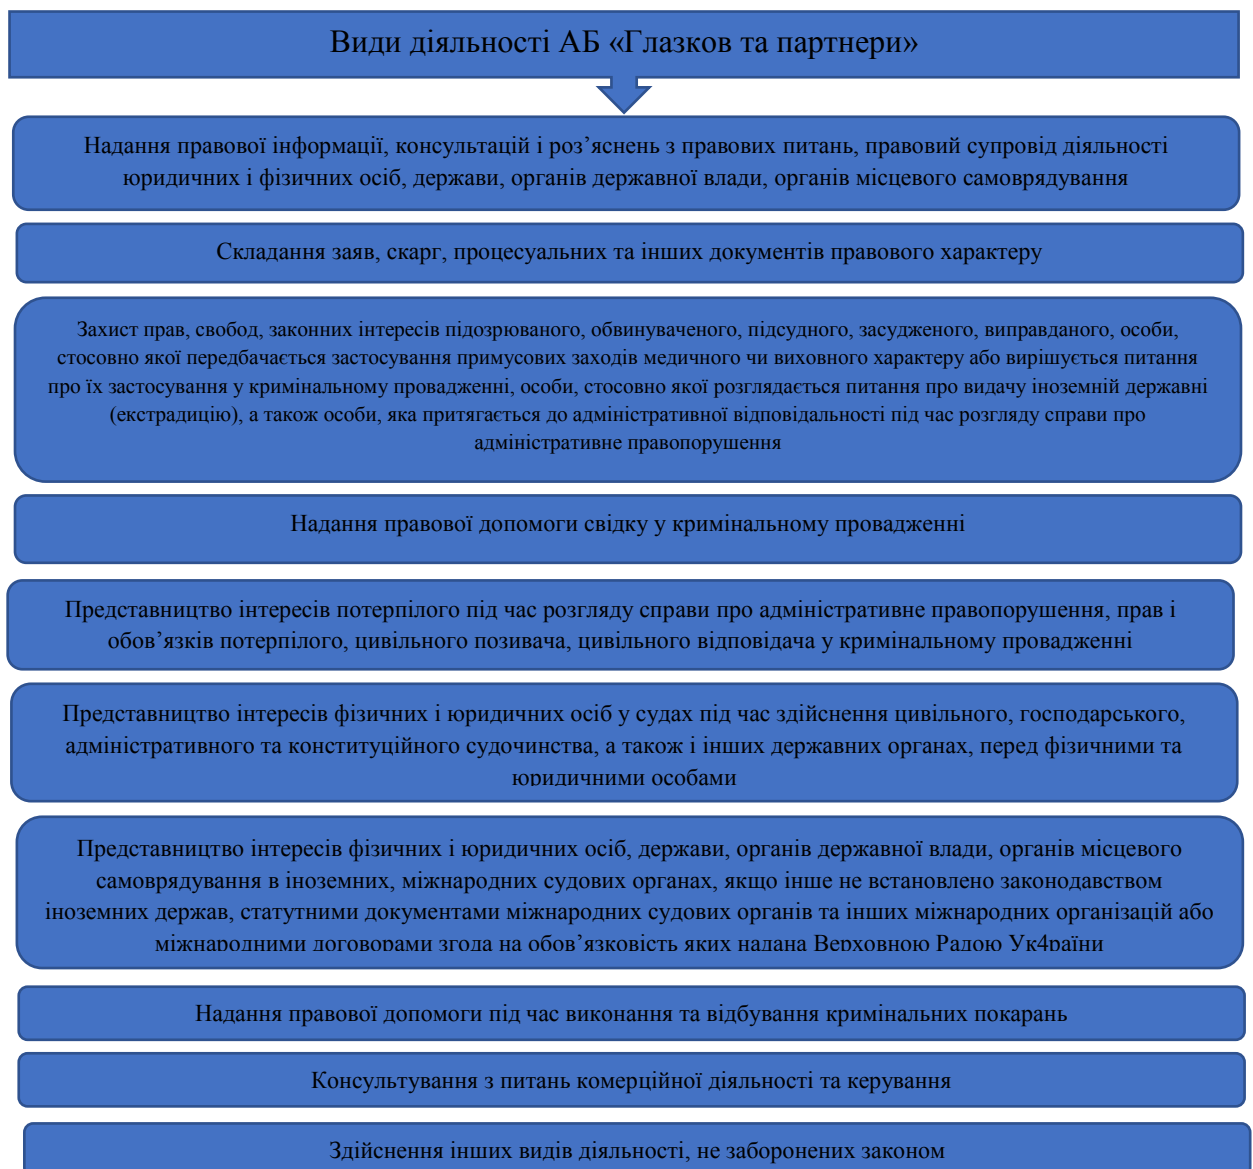 Види діяльності АБ «Глазков та партнери»
Надання правової інформації, консультацій і роз’яснень з правових питань, правовий супровід діяльності
юридичних і фізичних осіб, держави, органів державної влади, органів місцевого самоврядування
Складання заяв, скарг, процесуальних та інших документів правового характеру
Захист прав, свобод, законних інтересів підозрюваного, обвинуваченого, підсудного, засудженого, виправданого, особи,
стосовно якої передбачається застосування примусових заходів медичного чи виховного характеру або вирішується питання
про їх застосування у кримінальному провадженні, особи, стосовно якої розглядається питання про видачу іноземній державні
(екстрадицію), а також особи, яка притягається до адміністративної відповідальності під час розгляду справи про
адміністративне правопорушення
Надання правової допомоги свідку у кримінальному провадженні
Представництво інтересів потерпілого під час розгляду справи про адміністративне правопорушення, прав і
обов’язків потерпілого, цивільного позивача, цивільного відповідача у кримінальному провадженні
Представництво інтересів фізичних і юридичних осіб у судах під час здійснення цивільного, господарського,
адміністративного та конституційного судочинства, а також і інших державних органах, перед фізичними та
юридичними особами
Представництво інтересів фізичних і юридичних осіб, держави, органів державної влади, органів місцевого
самоврядування в іноземних, міжнародних судових органах, якщо інше не встановлено законодавством
іноземних держав, статутними документами міжнародних судових органів та інших міжнародних організацій або
міжнародними договорами згода на обов’язковість яких надана Верховною Радою Ук4раїни
Надання правової допомоги під час виконання та відбування кримінальних покарань
Консультування з питань комерційної діяльності та керування
Здійснення інших видів діяльності, не заборонених законом